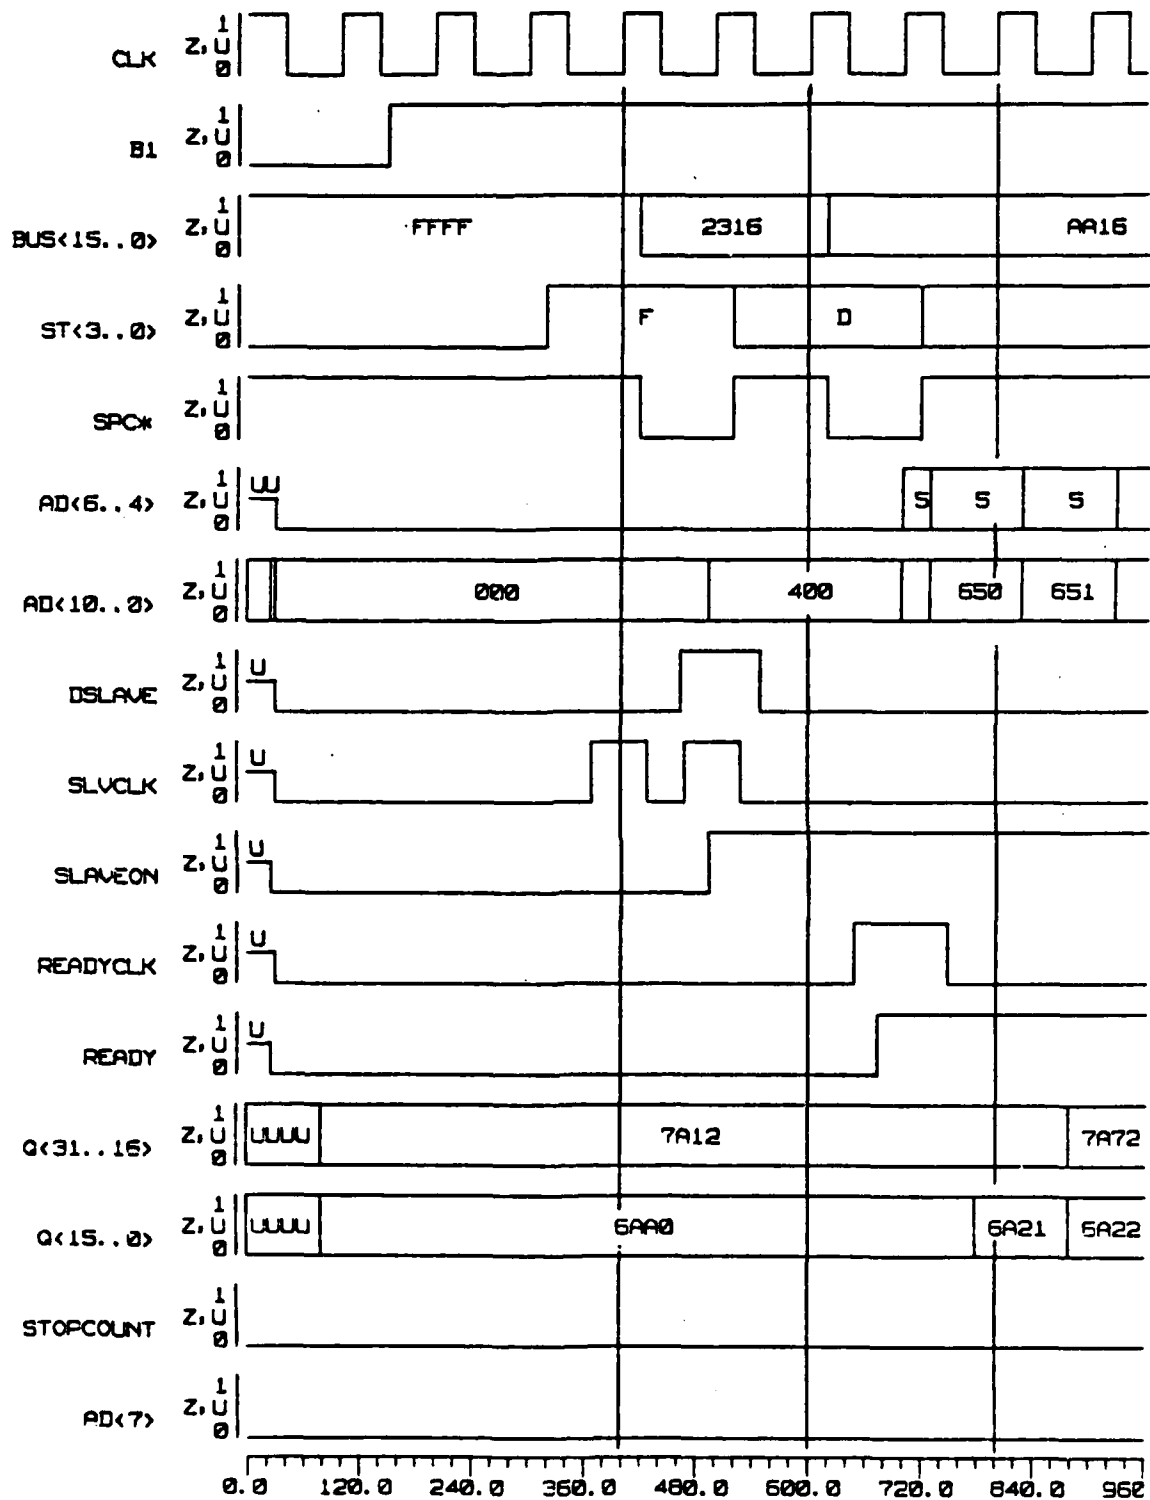 CLK Z,U 1 0
B1 Z,U 1 0
BUS<15..0> Z,U 1 0 FFFF 2316 AA16
ST<3..0> Z,U 1 0 F D
SPC* Z,U 1 0
AD<6..4> Z,U 1 0 UU 5 5 5
AD<10..0> Z,U 1 0 000 400 650 651
DSLAVE Z,U 1 0 U
SLVCLK Z,U 1 0 U
SLAVEON Z,U 1 0 U
READYCLK Z,U 1 0 U
READY Z,U 1 0 U
Q<31..16> Z,U 1 0 UUUU 7A12 7A72
Q<15..0> Z,U 1 0 UUUU 6AA0 6A21 6A22
STOPCOUNT Z,U 1 0
AD<7> Z,U 1 0
0.0 120.0 240.0 360.0 480.0 600.0 720.0 840.0 960